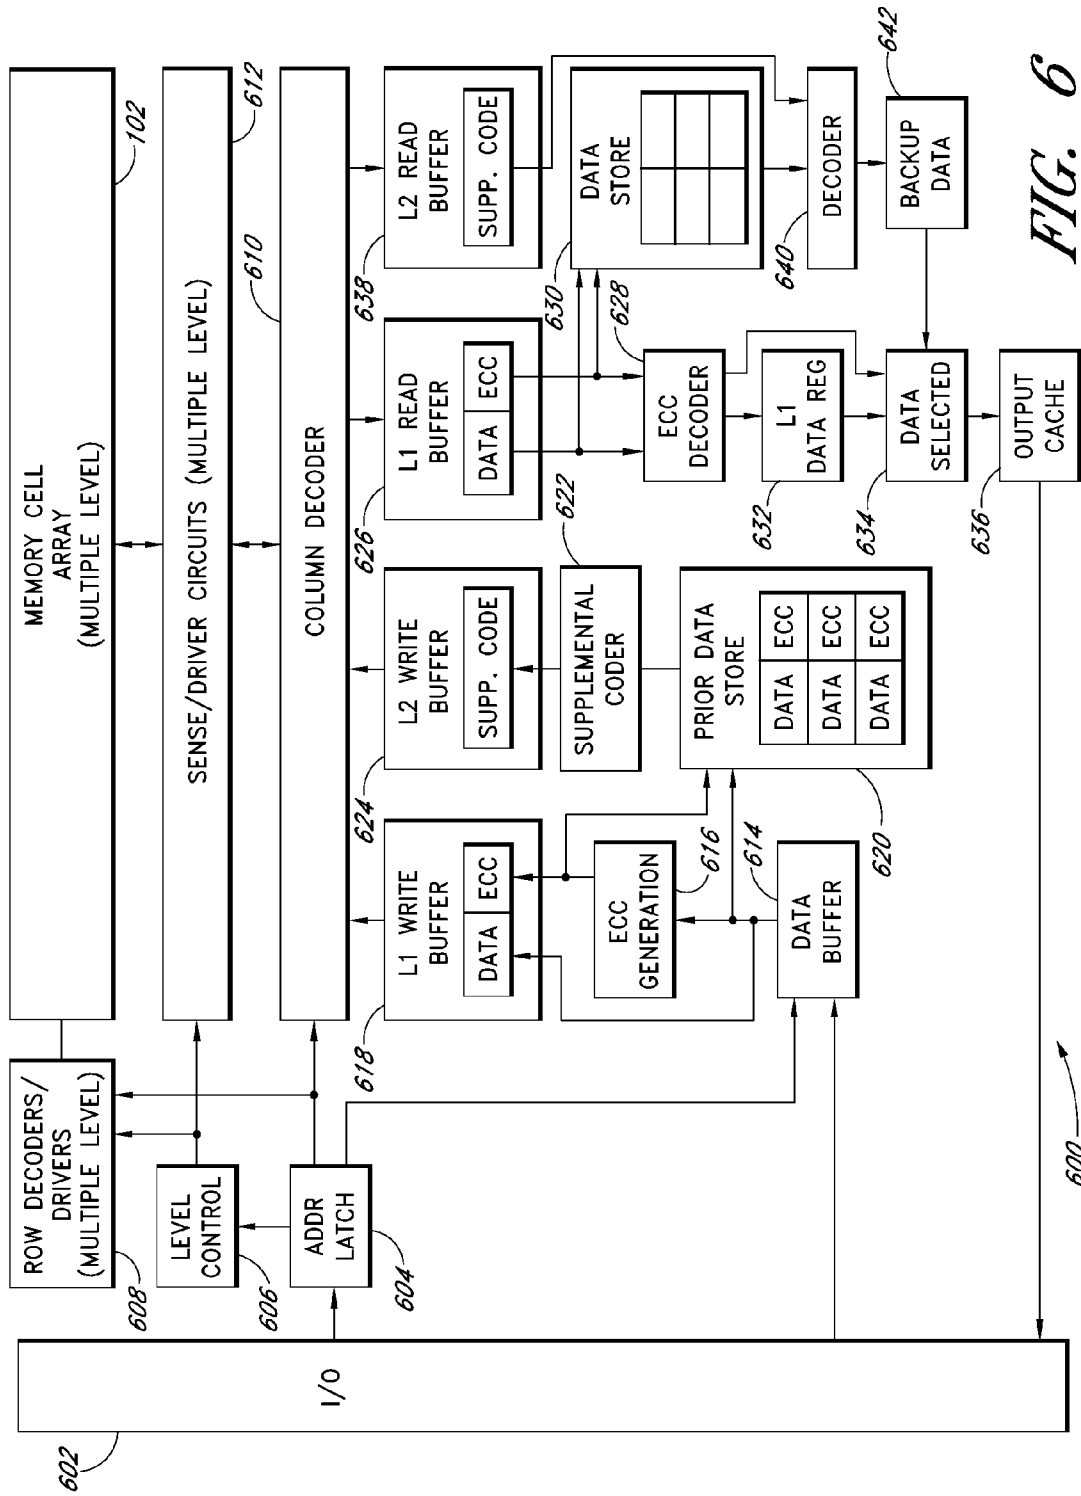 MEMORY CELL
ARRAY
(MULTIPLE LEVEL)
102
ROW DECODERS/
DRIVERS
(MULTIPLE LEVEL)
608
SENSE/DRIVER CIRCUITS (MULTIPLE LEVEL)
612
LEVEL
CONTROL
606
COLUMN DECODER
610
ADDR
LATCH
604
I/O
602
L1 WRITE
BUFFER
DATA
ECC
618
L2 WRITE
BUFFER
SUPP. CODE
624
L1 READ
BUFFER
DATA
ECC
626
L2 READ
BUFFER
SUPP. CODE
638
ECC
GENERATION
616
SUPPLEMENTAL
CODER
622
DATA
STORE
630
ECC
DECODER
628
DATA
BUFFER
614
PRIOR DATA
STORE
DATA ECC
DATA ECC
DATA ECC
620
L1
DATA REG
632
DECODER
640
DATA
SELECTED
634
BACKUP
DATA
642
OUTPUT
CACHE
636
600
FIG. 6